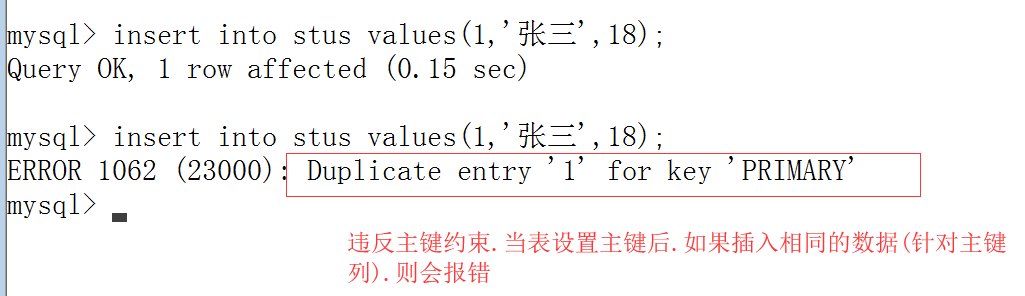 mysql> insert into stus values(1,'张三',18);
Query OK, 1 row affected (0.15 sec)
mysql> insert into stus values(1,'张三',18);
ERROR 1062 (23000): Duplicate entry '1' for key 'PRIMARY'
mysql>
违反主键约束.当表设置主键后.如果插入相同的数据(针对主键
列).则会报错